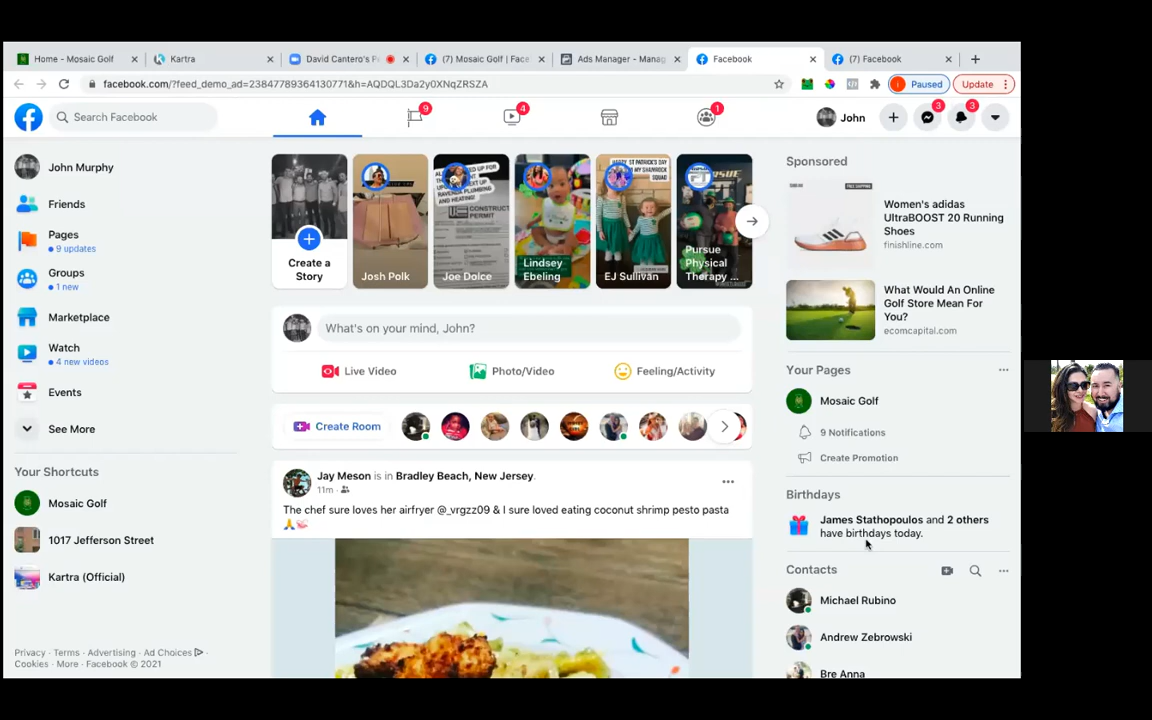 Home - Mosaic Golf
Kartra
David Cantero's P
(7) Mosaic Golf | Face
Ads Manager - Manag
Facebook
(7) Facebook
facebook.com/?feed_demo_ad=23847789364130771&h=AQDQL3Da2y0XNqZRSZA
Paused
Update
Search Facebook
9
4
1
John
3
3
John Murphy
Friends
Pages
9 updates
Groups
1 new
Marketplace
Watch
4 new videos
Events
See More
Your Shortcuts
Mosaic Golf
1017 Jefferson Street
Kartra (Official)
Privacy · Terms · Advertising · Ad Choices ·
Cookies · More · Facebook © 2021
Create a
Story
Josh Polk
Joe Dolce
CONSTRUCT
PERMIT
Lindsey
Ebeling
EJ Sullivan
Pursue
Physical
Therapy ...
What's on your mind, John?
Live Video
Photo/Video
Feeling/Activity
Create Room
Jay Meson is in Bradley Beach, New Jersey.
11m ·
The chef sure loves her airfryer @_vrgzz09 & I sure loved eating coconut shrimp pesto pasta
🙏🦐
Sponsored
Women's adidas
UltraBOOST 20 Running
Shoes
finishline.com
What Would An Online
Golf Store Mean For
You?
ecomcapital.com
Your Pages
Mosaic Golf
9 Notifications
Create Promotion
Birthdays
James Stathopoulos and 2 others
have birthdays today.
Contacts
Michael Rubino
Andrew Zebrowski
Bre Anna